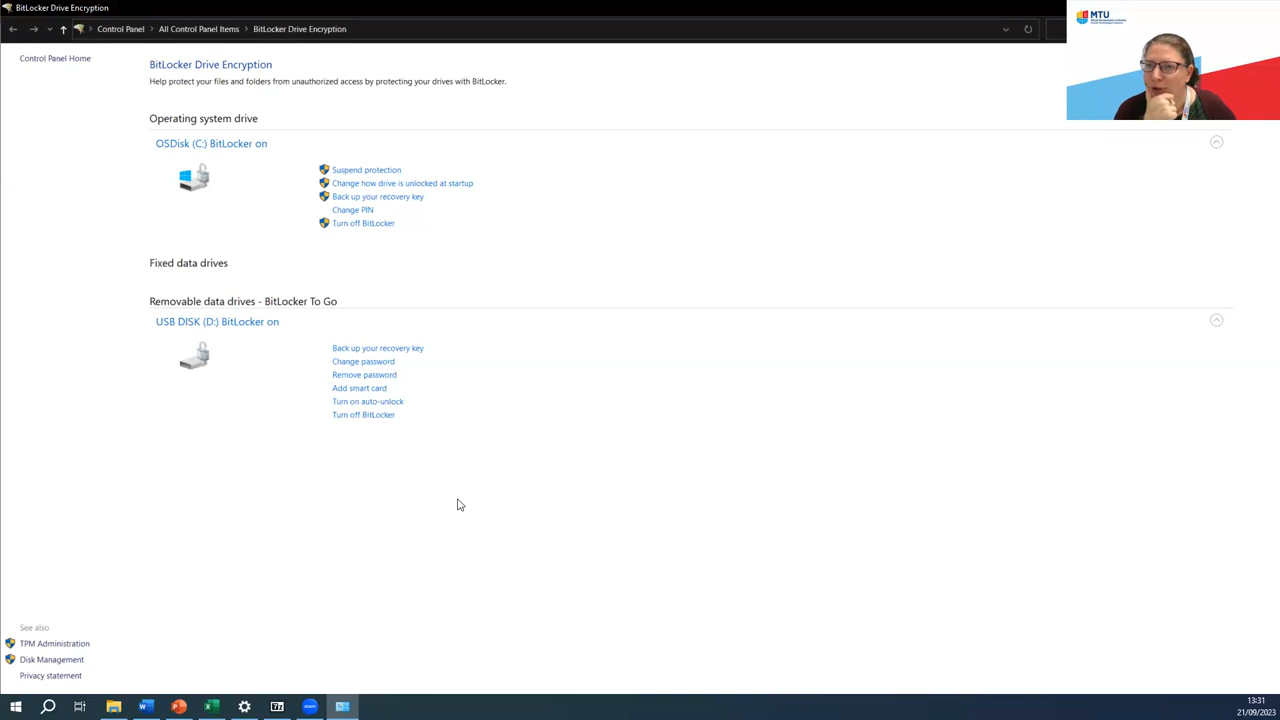 BitLocker Drive Encryption
Control Panel
All Control Panel Items
BitLocker Drive Encryption
MTU
Control Panel Home
BitLocker Drive Encryption
Help protect your files and folders from unauthorized access by protecting your drives with BitLocker.
Operating system drive
OSDisk (C:) BitLocker on
Suspend protection
Change how drive is unlocked at startup
Back up your recovery key
Change PIN
Turn off BitLocker
Fixed data drives
Removable data drives - BitLocker To Go
USB DISK (D:) BitLocker on
Back up your recovery key
Change password
Remove password
Add smart card
Turn on auto-unlock
Turn off BitLocker
See also
TPM Administration
Disk Management
Privacy statement
zoom
13:31
21/09/2023